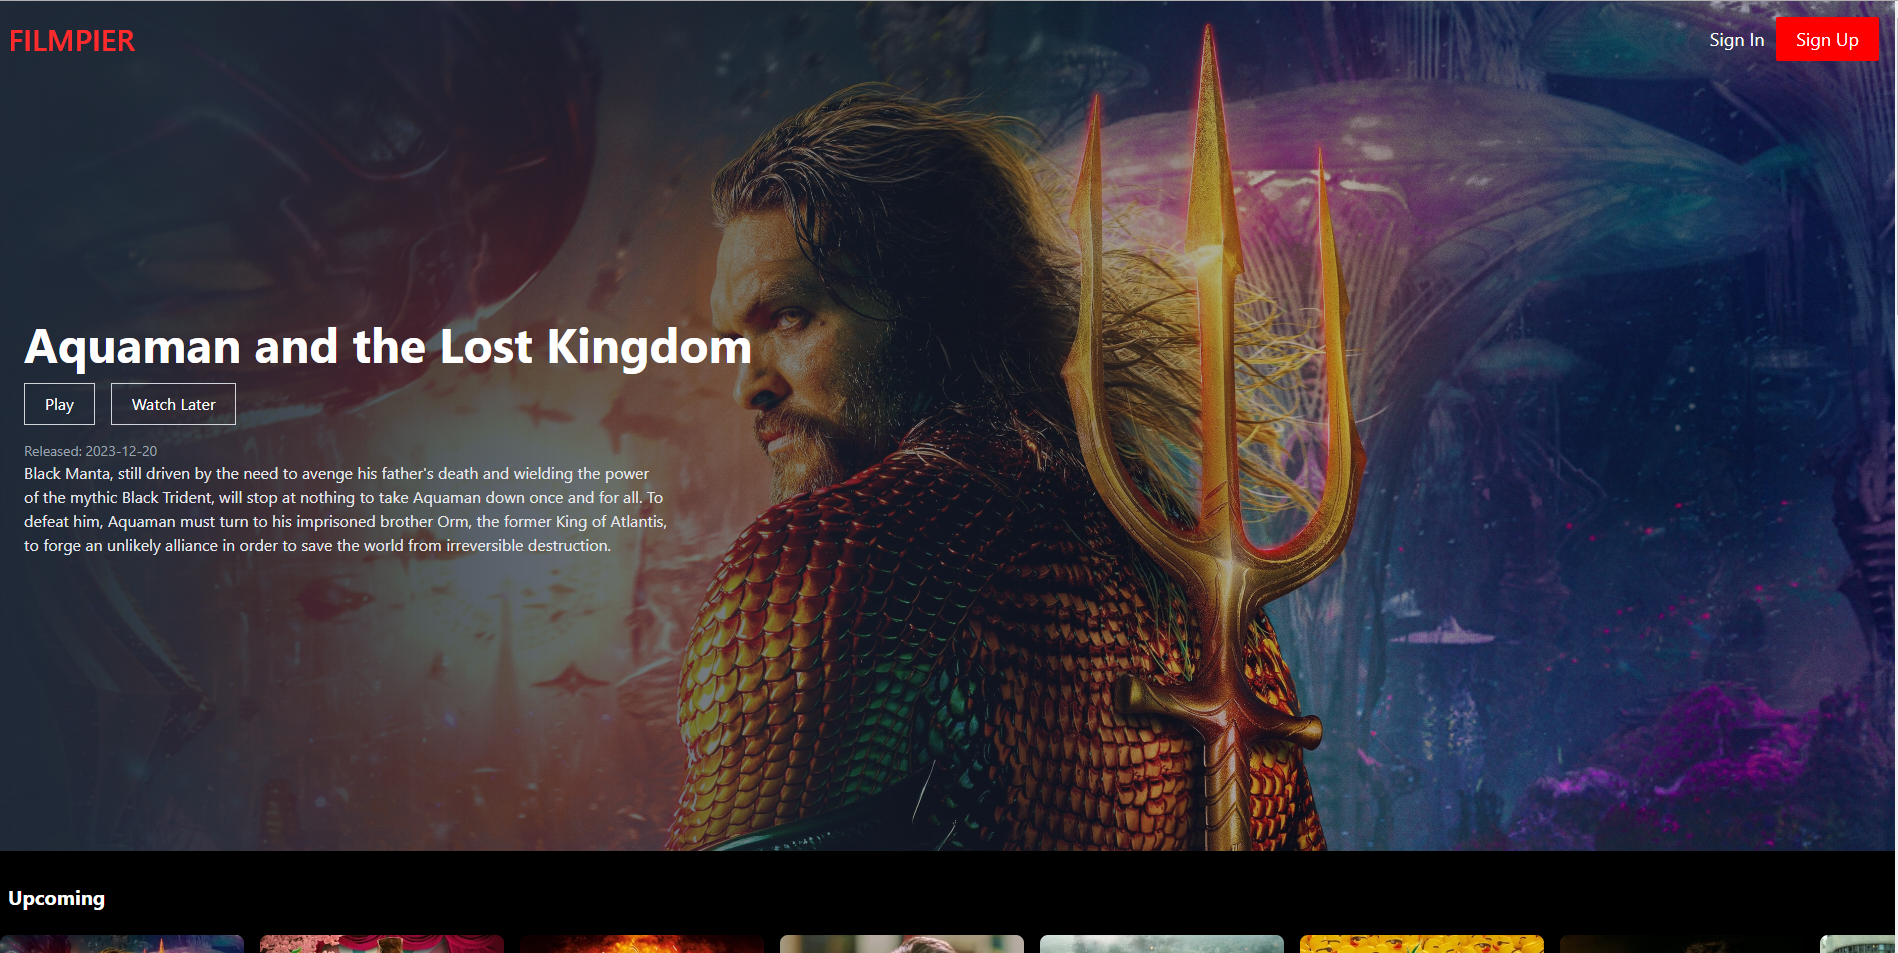 FILMPIER
Sign In
Sign Up
Aquaman and the Lost Kingdom
Play
Watch Later
Released: 2023-12-20
Black Manta, still driven by the need to avenge his father's death and wielding the power
of the mythic Black Trident, will stop at nothing to take Aquaman down once and for all. To
defeat him, Aquaman must turn to his imprisoned brother Orm, the former King of Atlantis,
to forge an unlikely alliance in order to save the world from irreversible destruction.
Upcoming